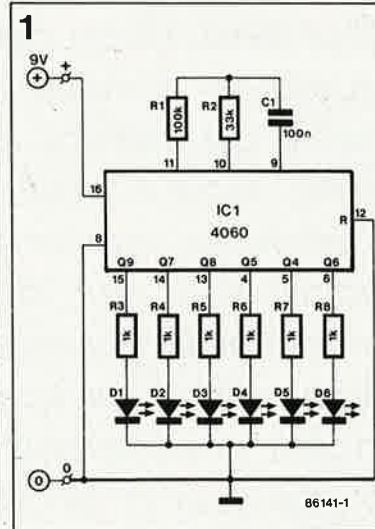 1
9V
+
+
R1
100k
R2
33k
C1
100n
11
10
9
16
IC1
4060
R
12
8
Q9
Q7
Q8
Q5
Q4
Q6
15
14
13
4
5
6
R3
R4
R5
R6
R7
R8
1k
1k
1k
1k
1k
1k
D1
D2
D3
D4
D5
D6
0
0
86141-1